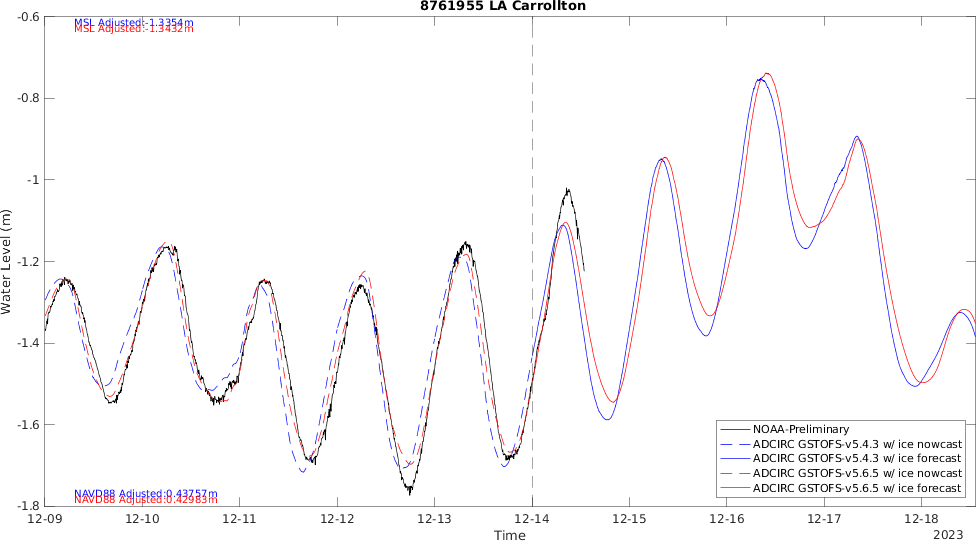 8761955 LA Carrollton
-0.6
MSL Adjusted:-1.3354m
MSL Adjusted:-1.3432m
-0.8
-1
-1.2
-1.4
-1.6
-1.8
Water Level (m)
NOAA-Preliminary
ADCIRC GSTOFS-v5.4.3 w/ ice nowcast
ADCIRC GSTOFS-v5.4.3 w/ ice forecast
ADCIRC GSTOFS-v5.6.5 w/ ice nowcast
ADCIRC GSTOFS-v5.6.5 w/ ice forecast
NAVD88 Adjusted:0.43757m
NAVD88 Adjusted:0.42983m
12-09 12-10 12-11 12-12 12-13 12-14 12-15 12-16 12-17 12-18
Time
2023